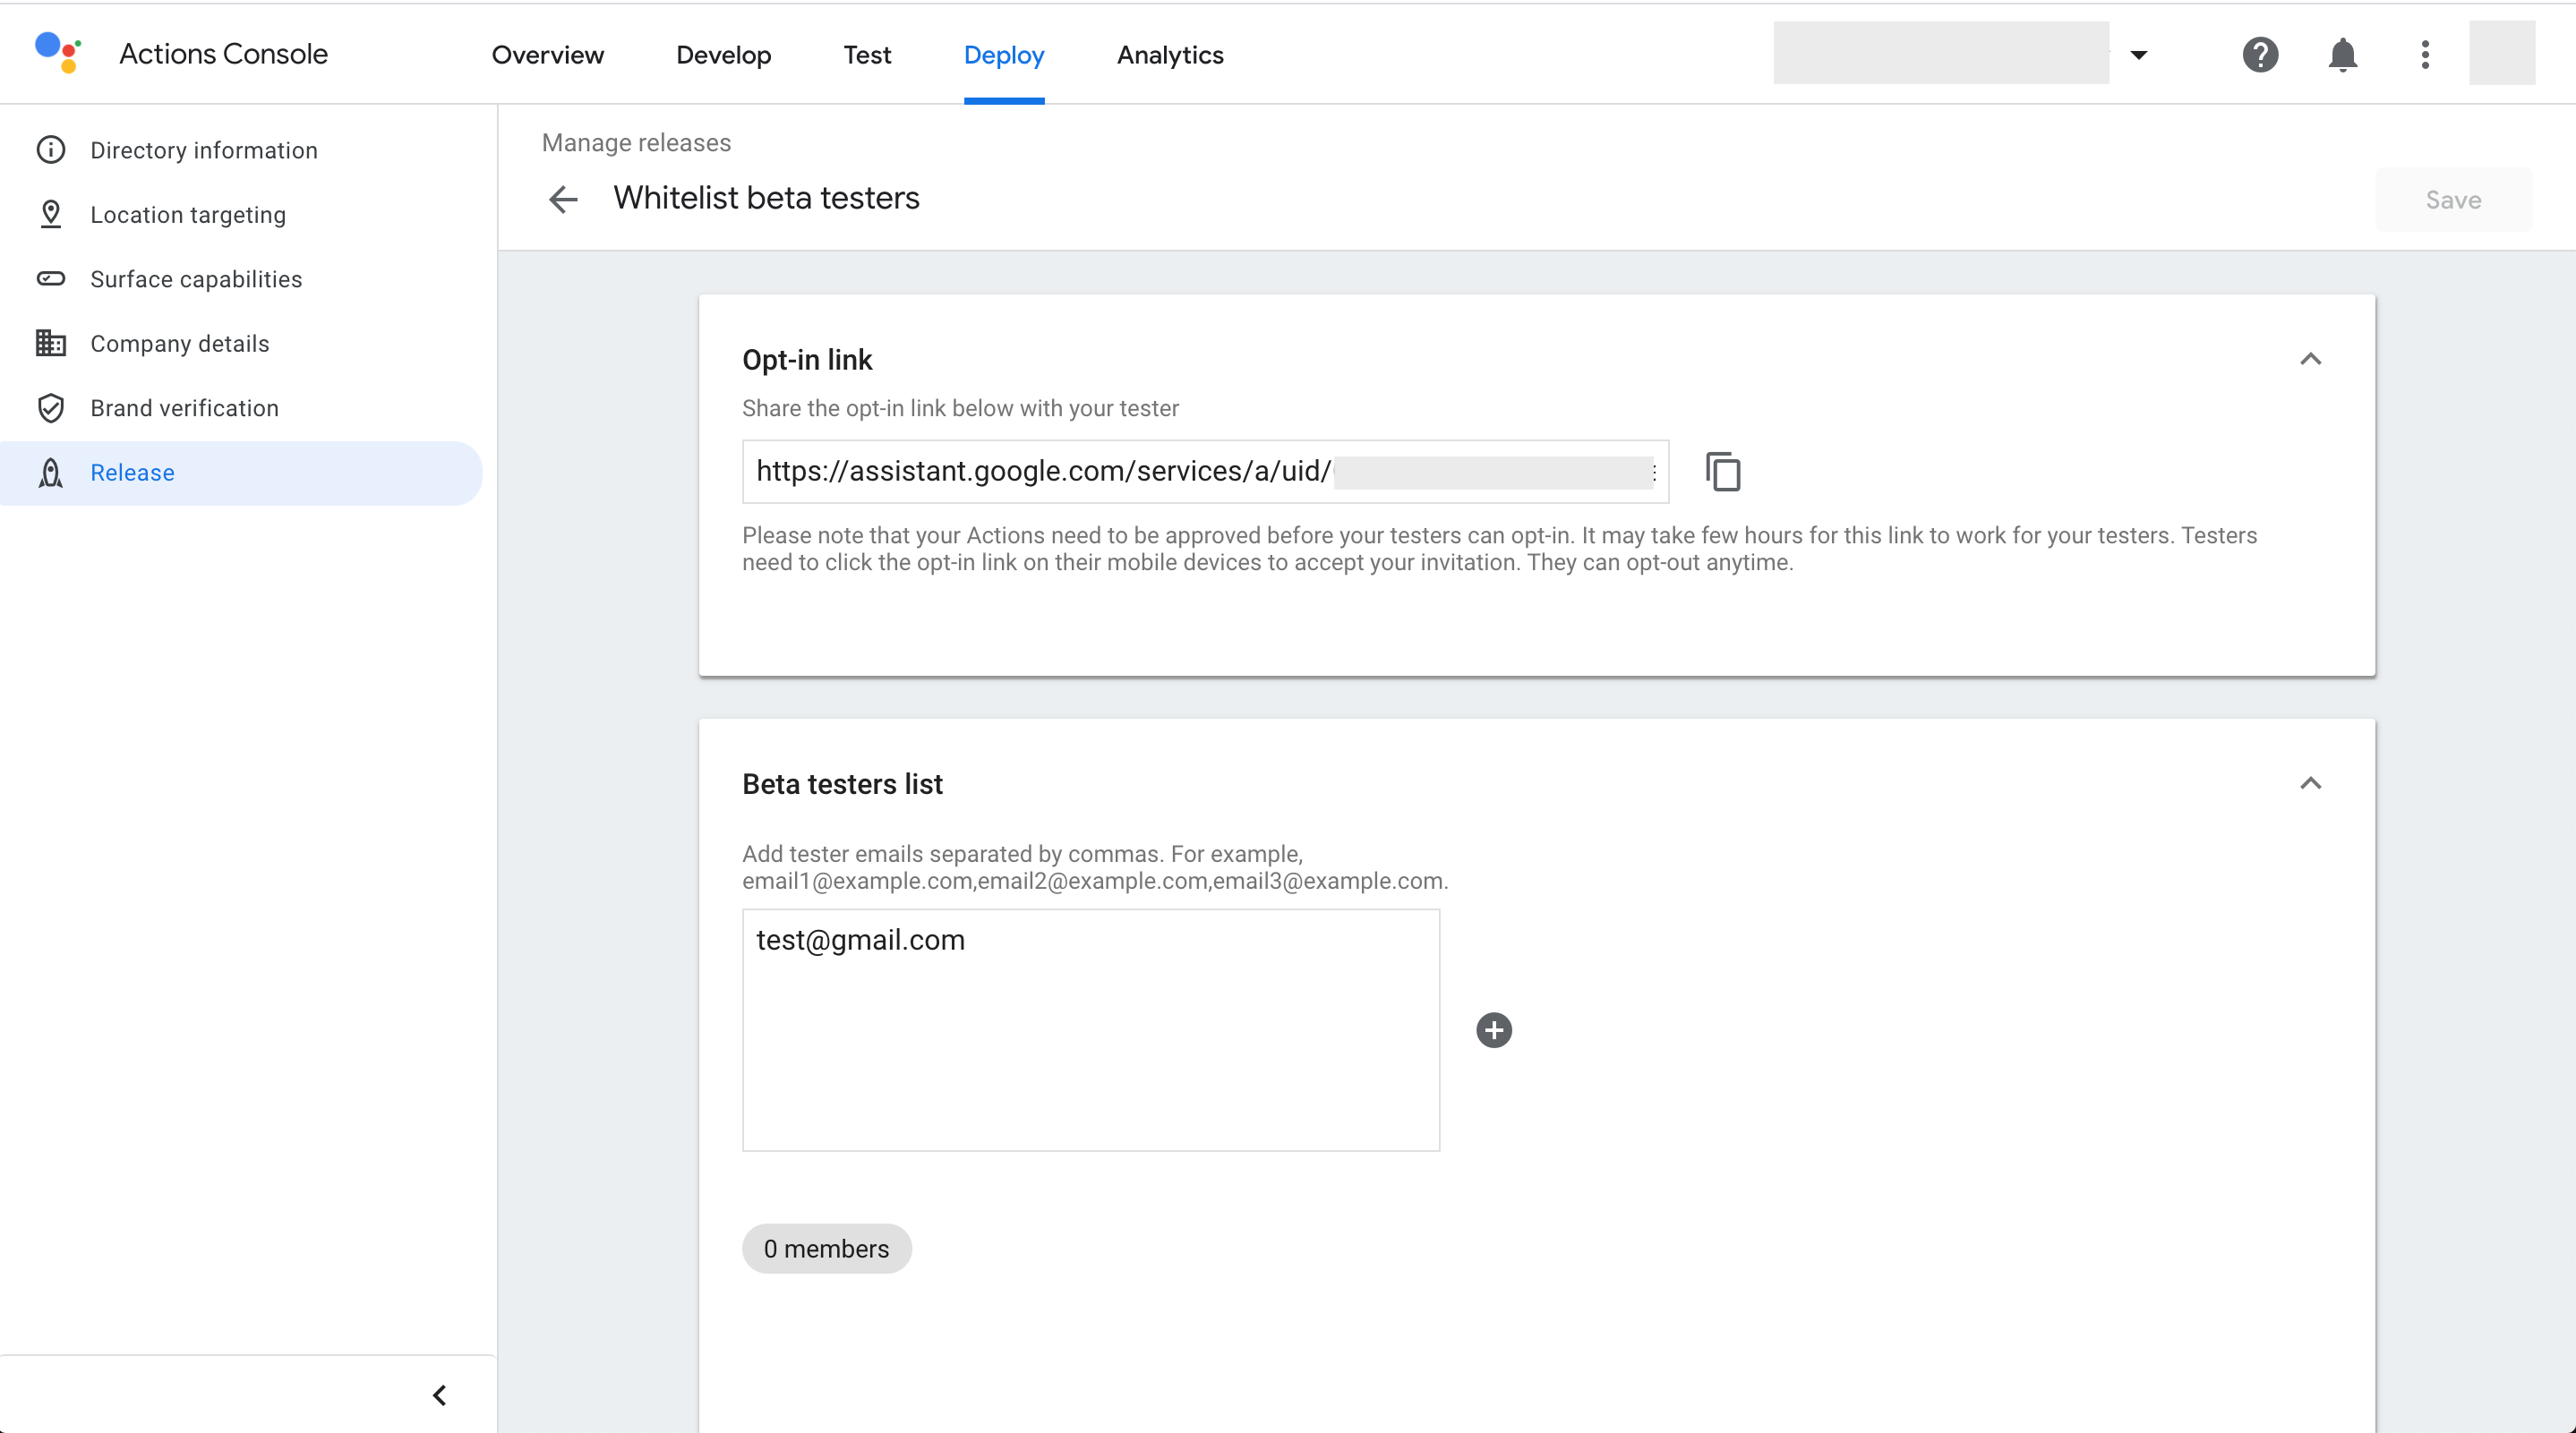 Actions Console
Overview
Develop
Test
Deploy
Analytics
Directory information
Location targeting
Surface capabilities
Company details
Brand verification
Release
Manage releases
Whitelist beta testers
Save
Opt-in link
Share the opt-in link below with your tester
https://assistant.google.com/services/a/uid/
Please note that your Actions need to be approved before your testers can opt-in. It may take few hours for this link to work for your testers. Testers
need to click the opt-in link on their mobile devices to accept your invitation. They can opt-out anytime.
Beta testers list
Add tester emails separated by commas. For example,
email1@example.com,email2@example.com,email3@example.com.
test@gmail.com
0 members